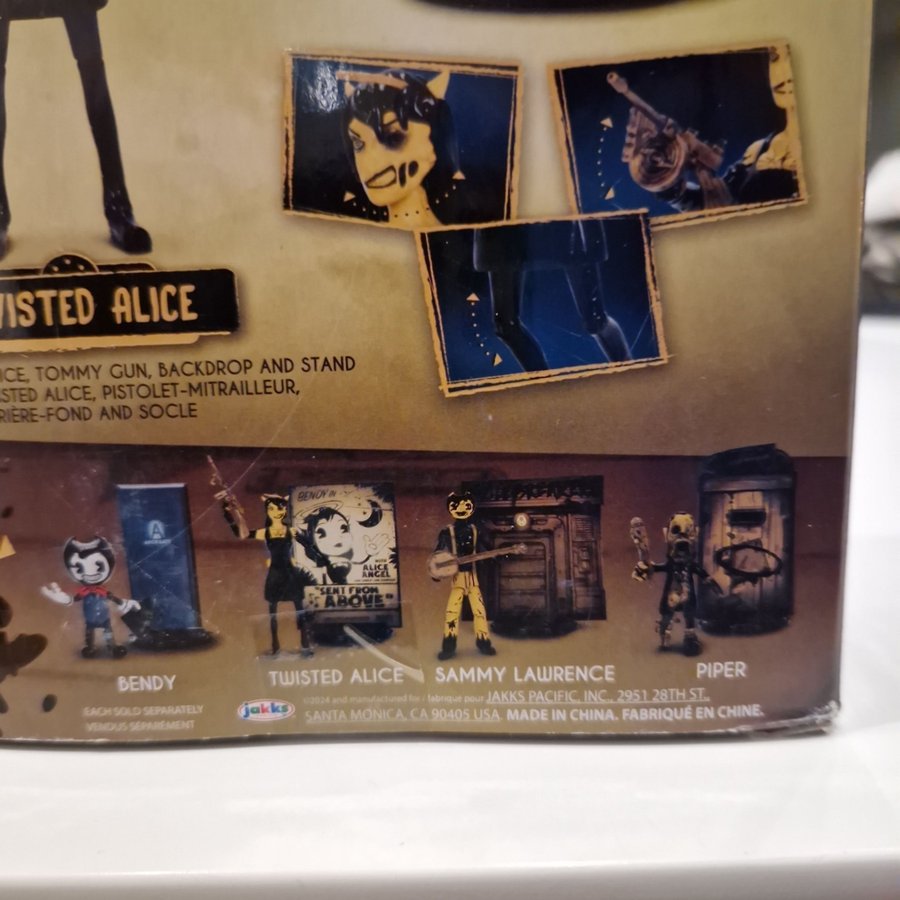 WISTED ALICE
ICE, TOMMY GUN, BACKDROP AND STAND
ISTED ALICE, PISTOLET-MITRAILLEUR,
RIÈRE-FOND AND SOCLE
BENDY IN
WITH
ALICE
ANGEL
"SENT FROM
ABOVE"
BENDY
TWISTED ALICE
SAMMY LAWRENCE
PIPER
EACH SOLD SEPARATELY
VENDUS SÉPARÉMENT
jakks
©2024 and manufactured for / fabriqué pour JAKKS PACIFIC, INC., 2951 28TH ST.,
SANTA MONICA, CA 90405 USA. MADE IN CHINA. FABRIQUÉ EN CHINE.